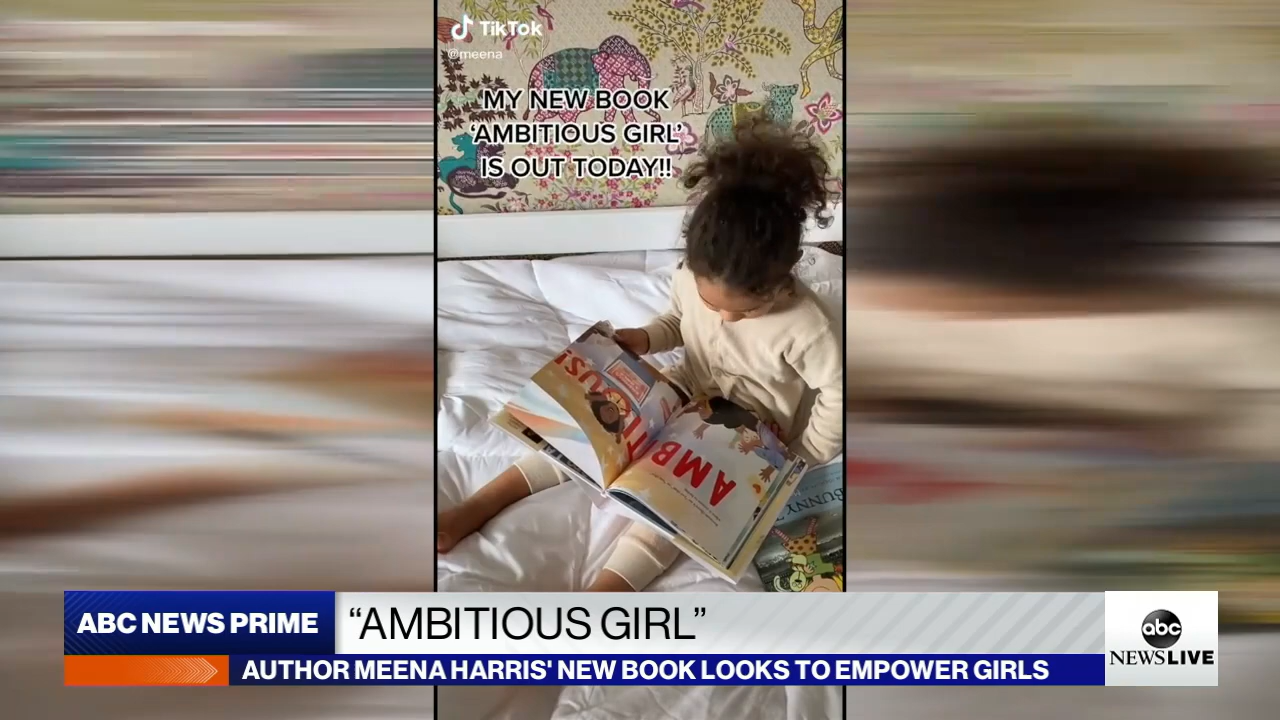 TikTok
@meena
MY NEW BOOK
'AMBITIOUS GIRL'
IS OUT TODAY!!
AMBITIOUS!
BUNNY
ABC NEWS PRIME
“AMBITIOUS GIRL”
AUTHOR MEENA HARRIS' NEW BOOK LOOKS TO EMPOWER GIRLS
abc
NEWSLIVE